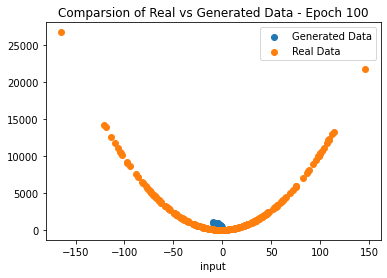 Comparsion of Real vs Generated Data - Epoch 100
Generated Data
Real Data
25000
20000
15000
10000
5000
0
−150 −100 −50 0 50 100 150
input